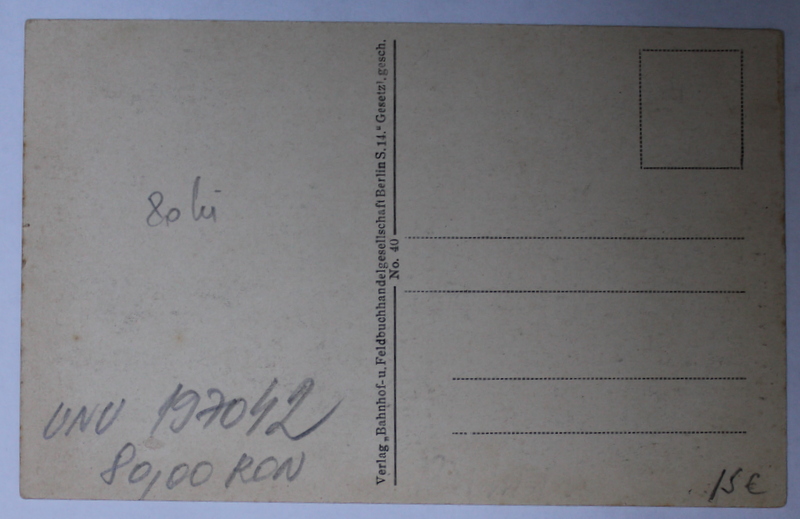 80 lei
UNU 197042
80,00 RON
Verlag „Bahnhof- u. Feldbuchhandelgesellschaft Berlin S. 14.“ Gesetzl. gesch.
No. 40
15 €